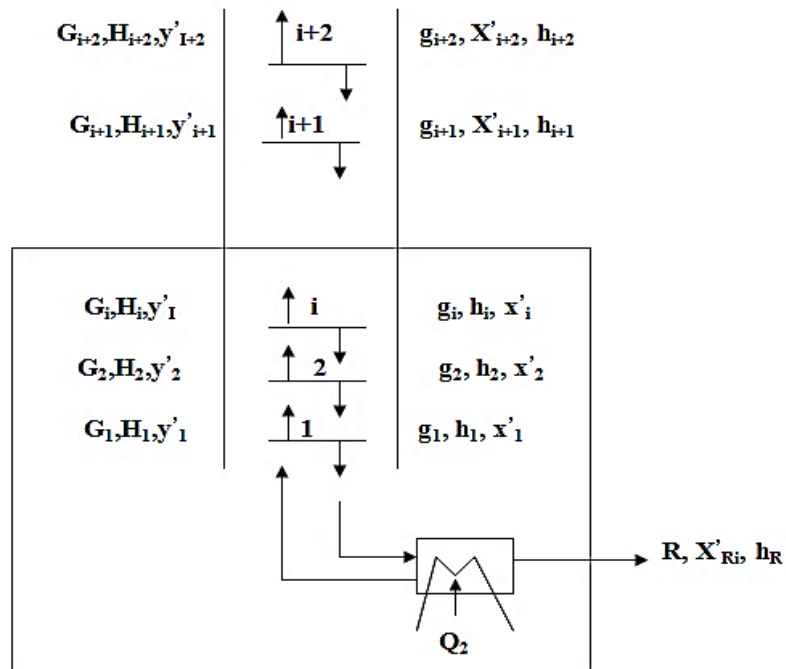 G_{i+2},H_{i+2},y'_{I+2} i+2 g_{i+2}, X'_{i+2}, h_{i+2}
G_{i+1},H_{i+1},y'_{i+1} i+1 g_{i+1}, X'_{i+1}, h_{i+1}
G_i,H_i,y'_I i g_i, h_i, x'_i
G_2,H_2,y'_2 2 g_2, h_2, x'_2
G_1,H_1,y'_1 1 g_1, h_1, x'_1
R, X'_{Ri}, h_R
Q_2